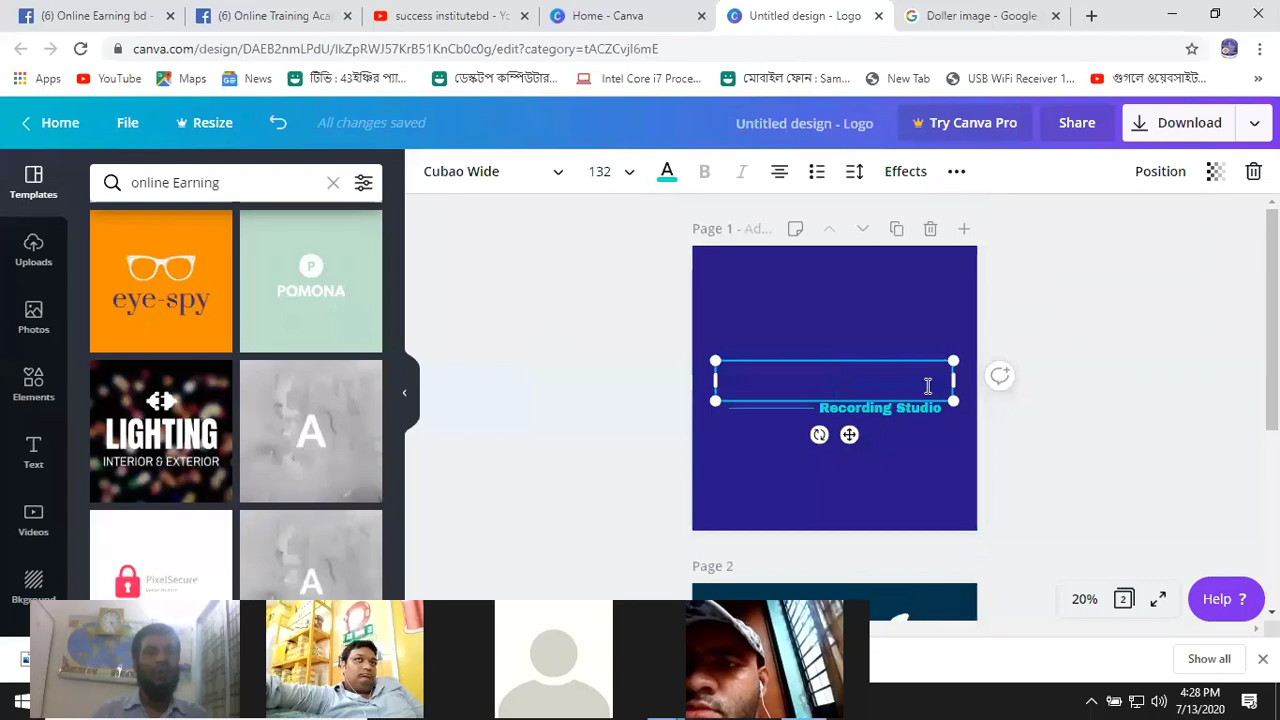 (6) Online Earning bd -
(6) Online Training Aca
success institutebd - Y
Home - Canva
Untitled design - Logo
Doller image - Google
canva.com/design/DAEB2nmLPdU/IkZpRWJ57KrB51KnCb0c0g/edit?category=tACZCvjI6mE
Apps
YouTube
Maps
News
টিভি : 43ইঞ্চির প্যা...
ডেস্কটপ কম্পিউটার...
Intel Core i7 Proce...
মোবাইল ফোন : Sam...
New Tab
USB WiFi Receiver 1...
গুগলে ওয়েবসাইট...
»
Home
File
Resize
All changes saved
Untitled design - Logo
Try Canva Pro
Share
Download
Templates
online Earning
Cubao Wide
132
A
B
I
Effects
Position
Uploads
Photos
Elements
Text
Videos
Bkground
eye-spy
P
POMONA
LIGHTING
INTERIOR & EXTERIOR
A
PixelSecure
A
Page 1 - Ad...
Recording Studio
Page 2
20%
2
Help ?
Show all
4:28 PM
7/13/2020